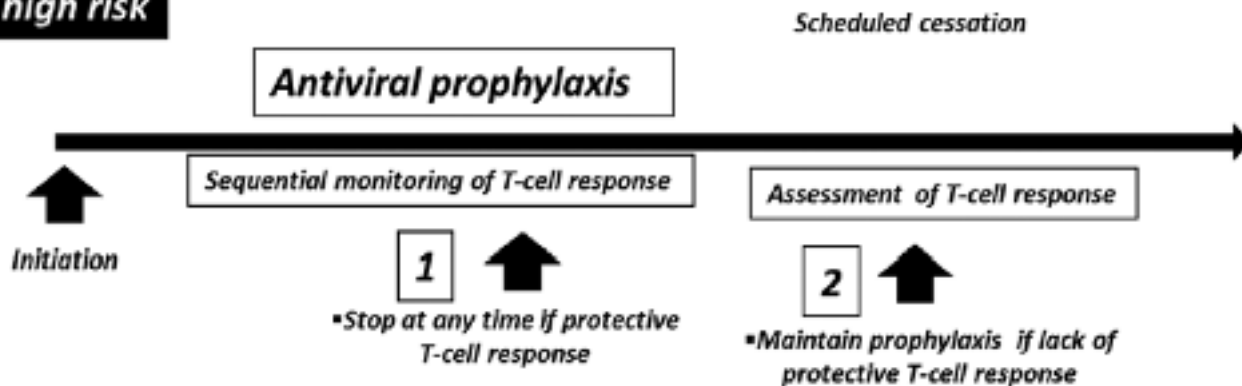 high risk
Scheduled cessation
Antiviral prophylaxis
Sequential monitoring of T-cell response
Assessment of T-cell response
Initiation
1
▪Stop at any time if protective
T-cell response
2
▪Maintain prophylaxis if lack of
protective T-cell response